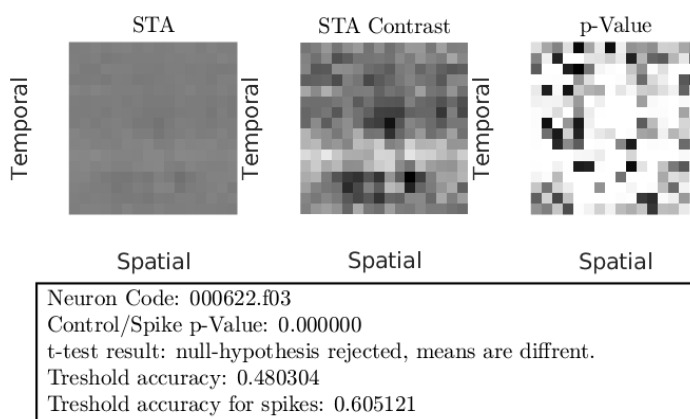 STA
STA Contrast
p-Value
Temporal
Temporal
Temporal
Spatial
Spatial
Spatial
Neuron Code: 000622.f03
Control/Spike p-Value: 0.000000
t-test result: null-hypothesis rejected, means are diffrent.
Treshold accuracy: 0.480304
Treshold accuracy for spikes: 0.605121